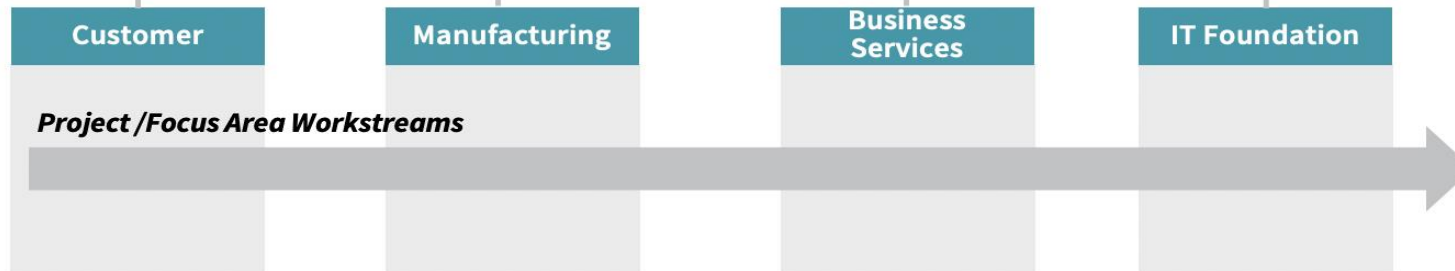 Customer
Manufacturing
Business
Services
IT Foundation
Project /Focus Area Workstreams